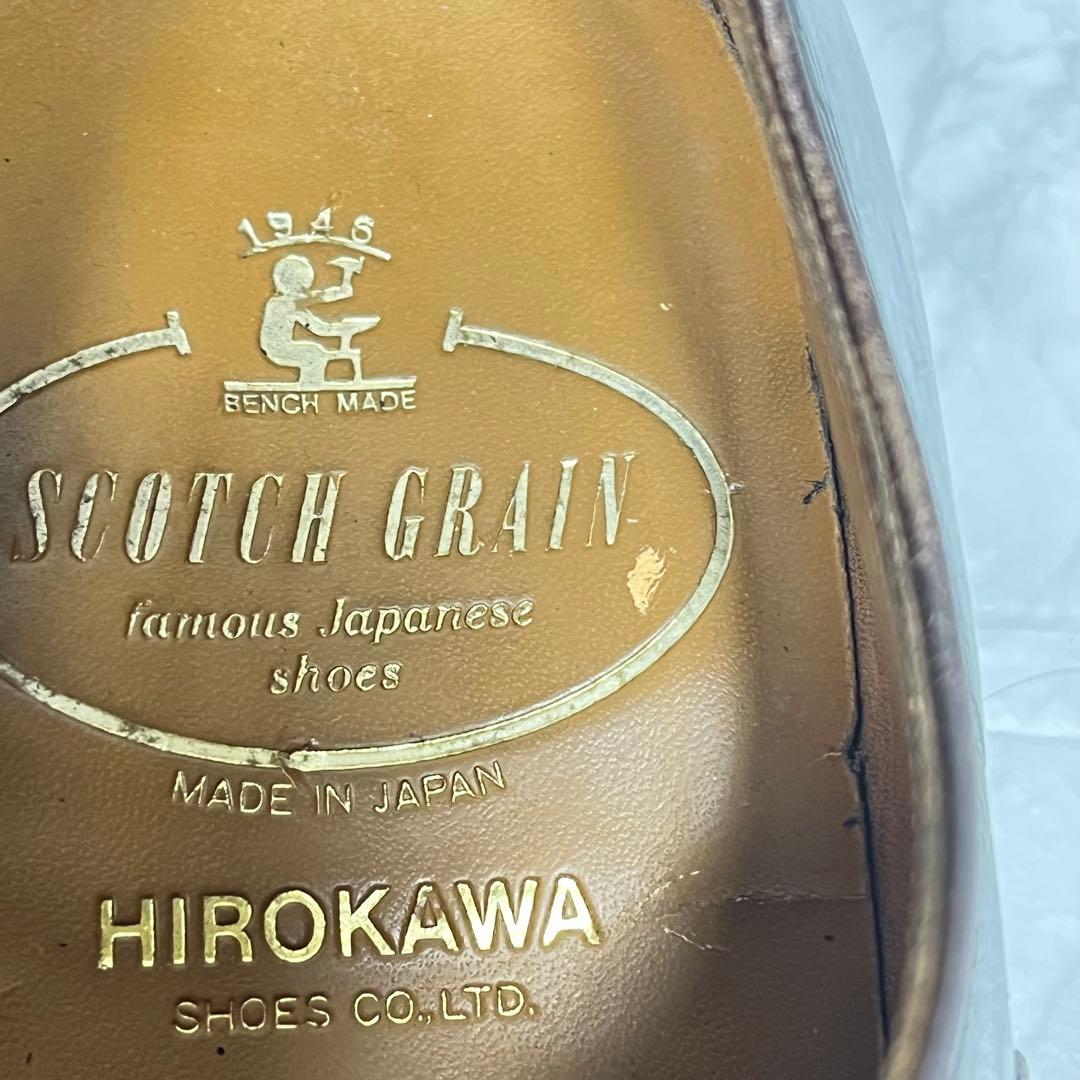 1946
BENCH MADE
SCOTCH GRAIN
famous Japanese
shoes
MADE IN JAPAN
HIROKAWA
SHOES CO., LTD.